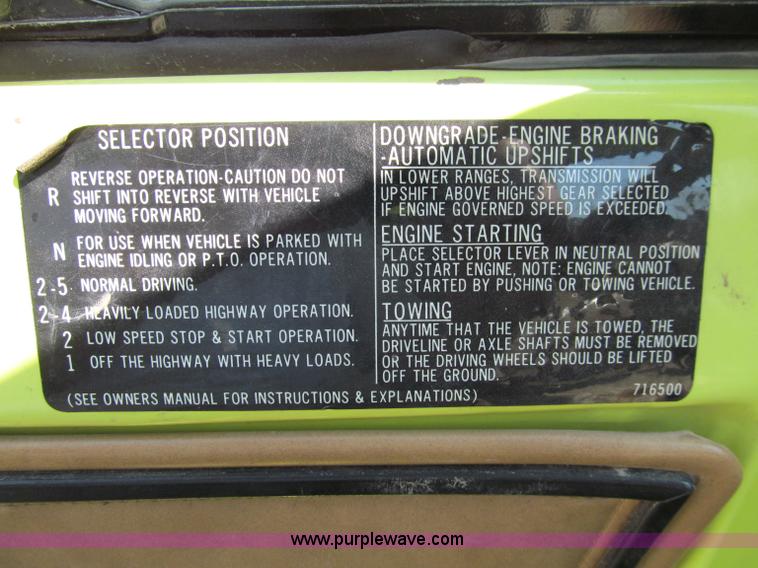 SELECTOR POSITION
R REVERSE OPERATION-CAUTION DO NOT
SHIFT INTO REVERSE WITH VEHICLE
MOVING FORWARD.
N FOR USE WHEN VEHICLE IS PARKED WITH
ENGINE IDLING OR P.T.O. OPERATION.
2-5 NORMAL DRIVING.
2-4 HEAVILY LOADED HIGHWAY OPERATION.
2 LOW SPEED STOP & START OPERATION.
1 OFF THE HIGHWAY WITH HEAVY LOADS.
DOWNGRADE-ENGINE BRAKING
-AUTOMATIC UPSHIFTS
IN LOWER RANGES, TRANSMISSION WILL
UPSHIFT ABOVE HIGHEST GEAR SELECTED
IF ENGINE GOVERNED SPEED IS EXCEEDED.
ENGINE STARTING
PLACE SELECTOR LEVER IN NEUTRAL POSITION
AND START ENGINE, NOTE: ENGINE CANNOT
BE STARTED BY PUSHING OR TOWING VEHICLE.
TOWING
ANYTIME THAT THE VEHICLE IS TOWED, THE
DRIVELINE OR AXLE SHAFTS MUST BE REMOVED
OR THE DRIVING WHEELS SHOULD BE LIFTED
OFF THE GROUND.
(SEE OWNERS MANUAL FOR INSTRUCTIONS & EXPLANATIONS)
716500
www.purplewave.com